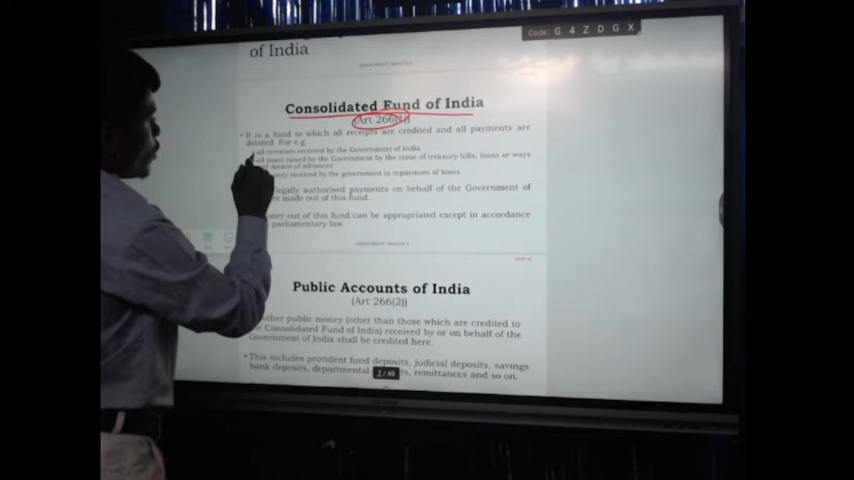 Code: G 4 Z D G X
of India
Consolidated Fund of India
(Art 266(1))
• It is a fund to which all receipts are credited and all payments are
debited. For e.g.
all revenues received by the Government of India
all loans raised by the Government by the issue of treasury bills, loans or ways
means of advances
received by the government in repayment of loans
legally authorised payments on behalf of the Government of
made out of this fund.
out of this fund can be appropriated except in accordance
parliamentary law.
Public Accounts of India
(Art 266(2))
other public money (other than those which are credited to
Consolidated Fund of India) received by or on behalf of the
Government of India shall be credited here.
• This includes provident fund deposits, judicial deposits, savings
bank deposits, departmental remittances and so on.
2 / 40